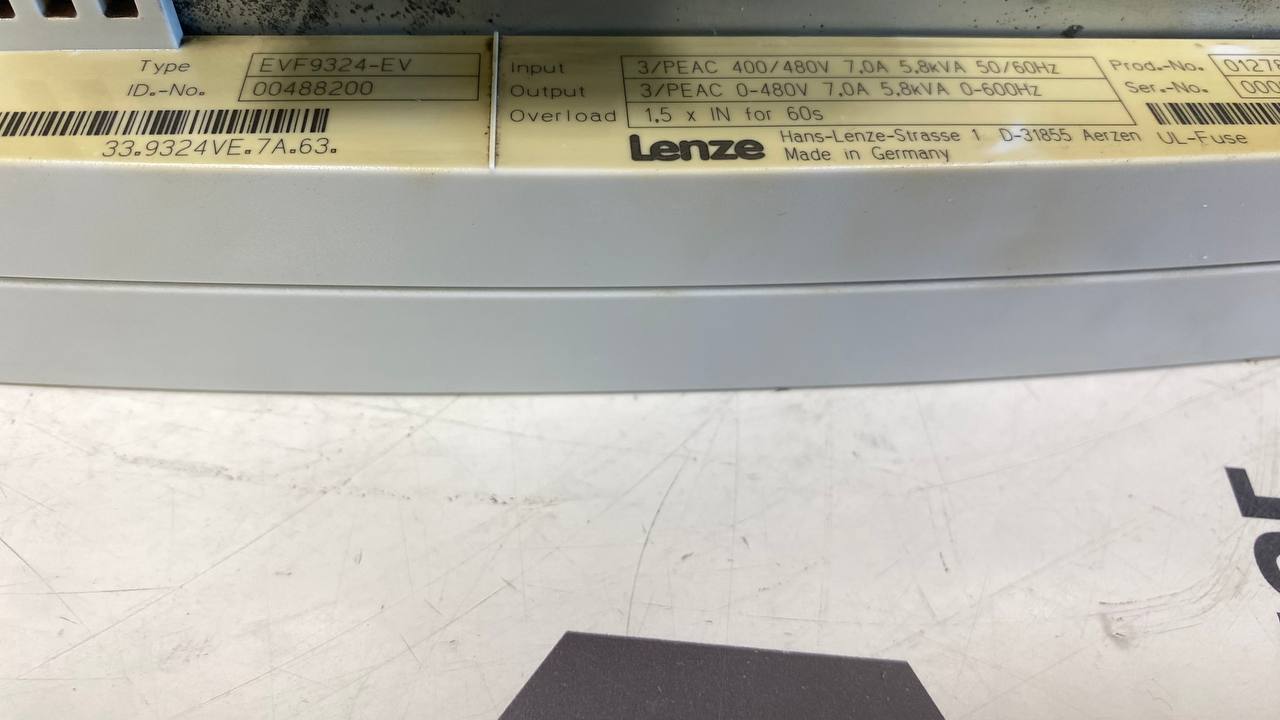 Type EVF9324-EV
ID.-No. 00488200
33.9324VE.7A.63.
Input 3/PEAC 400/480V 7.0A 5.8kVA 50/60Hz
Output 3/PEAC 0-480V 7.0A 5.8kVA 0-600Hz
Overload 1.5 x IN for 60s
Lenze Hans-Lenze-Strasse 1 D-31855 Aerzen
Made in Germany
Prod.-No.
Ser.-No.
UL-Fuse